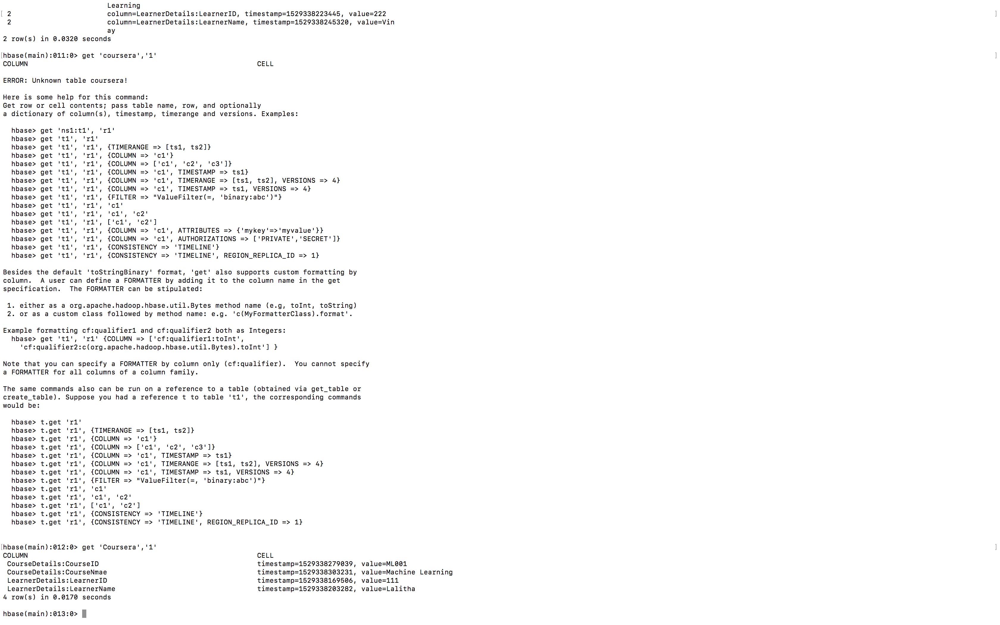 Learning
[ 2 column=LearnerDetails:LearnerID, timestamp=1529338223445, value=222 ]
2 column=LearnerDetails:LearnerName, timestamp=1529338245320, value=Vin
ay
2 row(s) in 0.0320 seconds
[hbase(main):011:0> get 'coursera','1' ]
COLUMN CELL
ERROR: Unknown table coursera!
Here is some help for this command:
Get row or cell contents; pass table name, row, and optionally
a dictionary of column(s), timestamp, timerange and versions. Examples:
hbase> get 'ns1:t1', 'r1'
hbase> get 't1', 'r1'
hbase> get 't1', 'r1', {TIMERANGE => [ts1, ts2]}
hbase> get 't1', 'r1', {COLUMN => 'c1'}
hbase> get 't1', 'r1', {COLUMN => ['c1', 'c2', 'c3']}
hbase> get 't1', 'r1', {COLUMN => 'c1', TIMESTAMP => ts1}
hbase> get 't1', 'r1', {COLUMN => 'c1', TIMERANGE => [ts1, ts2], VERSIONS => 4}
hbase> get 't1', 'r1', {COLUMN => 'c1', TIMESTAMP => ts1, VERSIONS => 4}
hbase> get 't1', 'r1', {FILTER => "ValueFilter(=, 'binary:abc')"}
hbase> get 't1', 'r1', 'c1'
hbase> get 't1', 'r1', 'c1', 'c2'
hbase> get 't1', 'r1', ['c1', 'c2']
hbase> get 't1', 'r1', {COLUMN => 'c1', ATTRIBUTES => {'mykey'=>'myvalue'}}
hbase> get 't1', 'r1', {COLUMN => 'c1', AUTHORIZATIONS => ['PRIVATE','SECRET']}
hbase> get 't1', 'r1', {CONSISTENCY => 'TIMELINE'}
hbase> get 't1', 'r1', {CONSISTENCY => 'TIMELINE', REGION_REPLICA_ID => 1}
Besides the default 'toStringBinary' format, 'get' also supports custom formatting by
column.  A user can define a FORMATTER by adding it to the column name in the get
specification.  The FORMATTER can be stipulated:
1. either as a org.apache.hadoop.hbase.util.Bytes method name (e.g, toInt, toString)
2. or as a custom class followed by method name: e.g. 'c(MyFormatterClass).format'.
Example formatting cf:qualifier1 and cf:qualifier2 both as Integers:
hbase> get 't1', 'r1' {COLUMN => ['cf:qualifier1:toInt',
'cf:qualifier2:c(org.apache.hadoop.hbase.util.Bytes).toInt'] }
Note that you can specify a FORMATTER by column only (cf:qualifier).  You cannot specify
a FORMATTER for all columns of a column family.
The same commands also can be run on a reference to a table (obtained via get_table or
create_table). Suppose you had a reference t to table 't1', the corresponding commands
would be:
hbase> t.get 'r1'
hbase> t.get 'r1', {TIMERANGE => [ts1, ts2]}
hbase> t.get 'r1', {COLUMN => 'c1'}
hbase> t.get 'r1', {COLUMN => ['c1', 'c2', 'c3']}
hbase> t.get 'r1', {COLUMN => 'c1', TIMESTAMP => ts1}
hbase> t.get 'r1', {COLUMN => 'c1', TIMERANGE => [ts1, ts2], VERSIONS => 4}
hbase> t.get 'r1', {COLUMN => 'c1', TIMESTAMP => ts1, VERSIONS => 4}
hbase> t.get 'r1', {FILTER => "ValueFilter(=, 'binary:abc')"}
hbase> t.get 'r1', 'c1'
hbase> t.get 'r1', 'c1', 'c2'
hbase> t.get 'r1', ['c1', 'c2']
hbase> t.get 'r1', {CONSISTENCY => 'TIMELINE'}
hbase> t.get 'r1', {CONSISTENCY => 'TIMELINE', REGION_REPLICA_ID => 1}
[hbase(main):012:0> get 'Coursera','1' ]
COLUMN CELL
CourseDetails:CourseID timestamp=1529338279039, value=ML001
CourseDetails:CourseNmae timestamp=1529338303231, value=Machine Learning
LearnerDetails:LearnerID timestamp=1529338169506, value=111
LearnerDetails:LearnerName timestamp=1529338203282, value=Lalitha
4 row(s) in 0.0170 seconds
hbase(main):013:0>